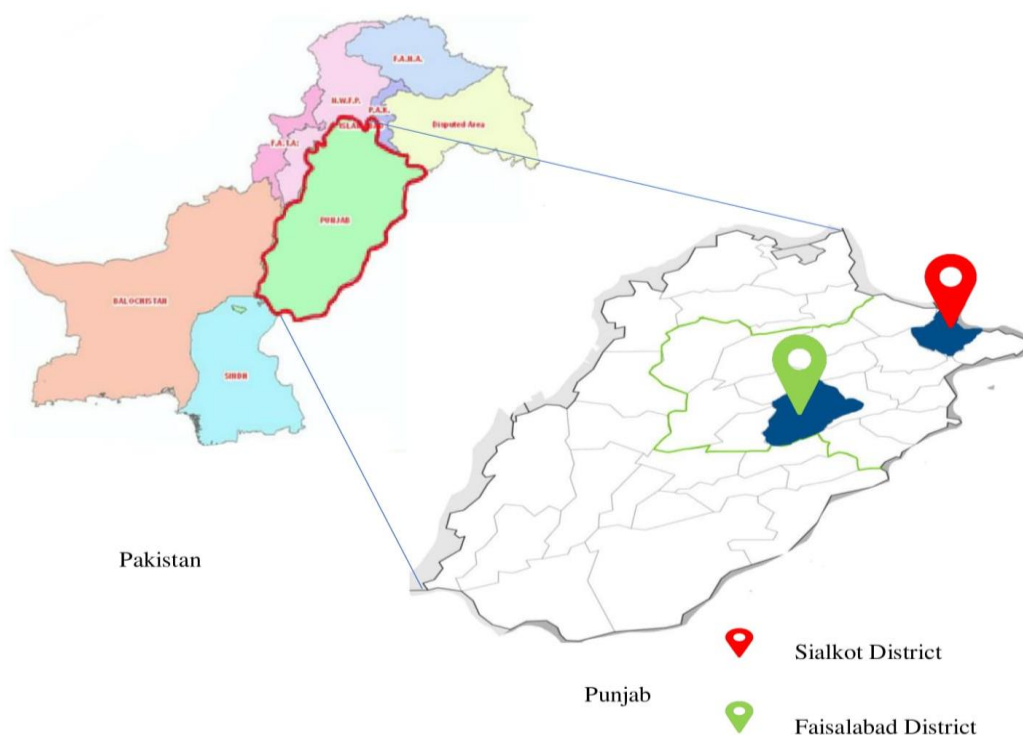 F.A.N.A.
N.W.F.P.
P.A.K.
Disputed Area
F.A.T.A.
PUNJAB
BALOCHISTAN
SINDH
Pakistan
Sialkot District
Punjab
Faisalabad District